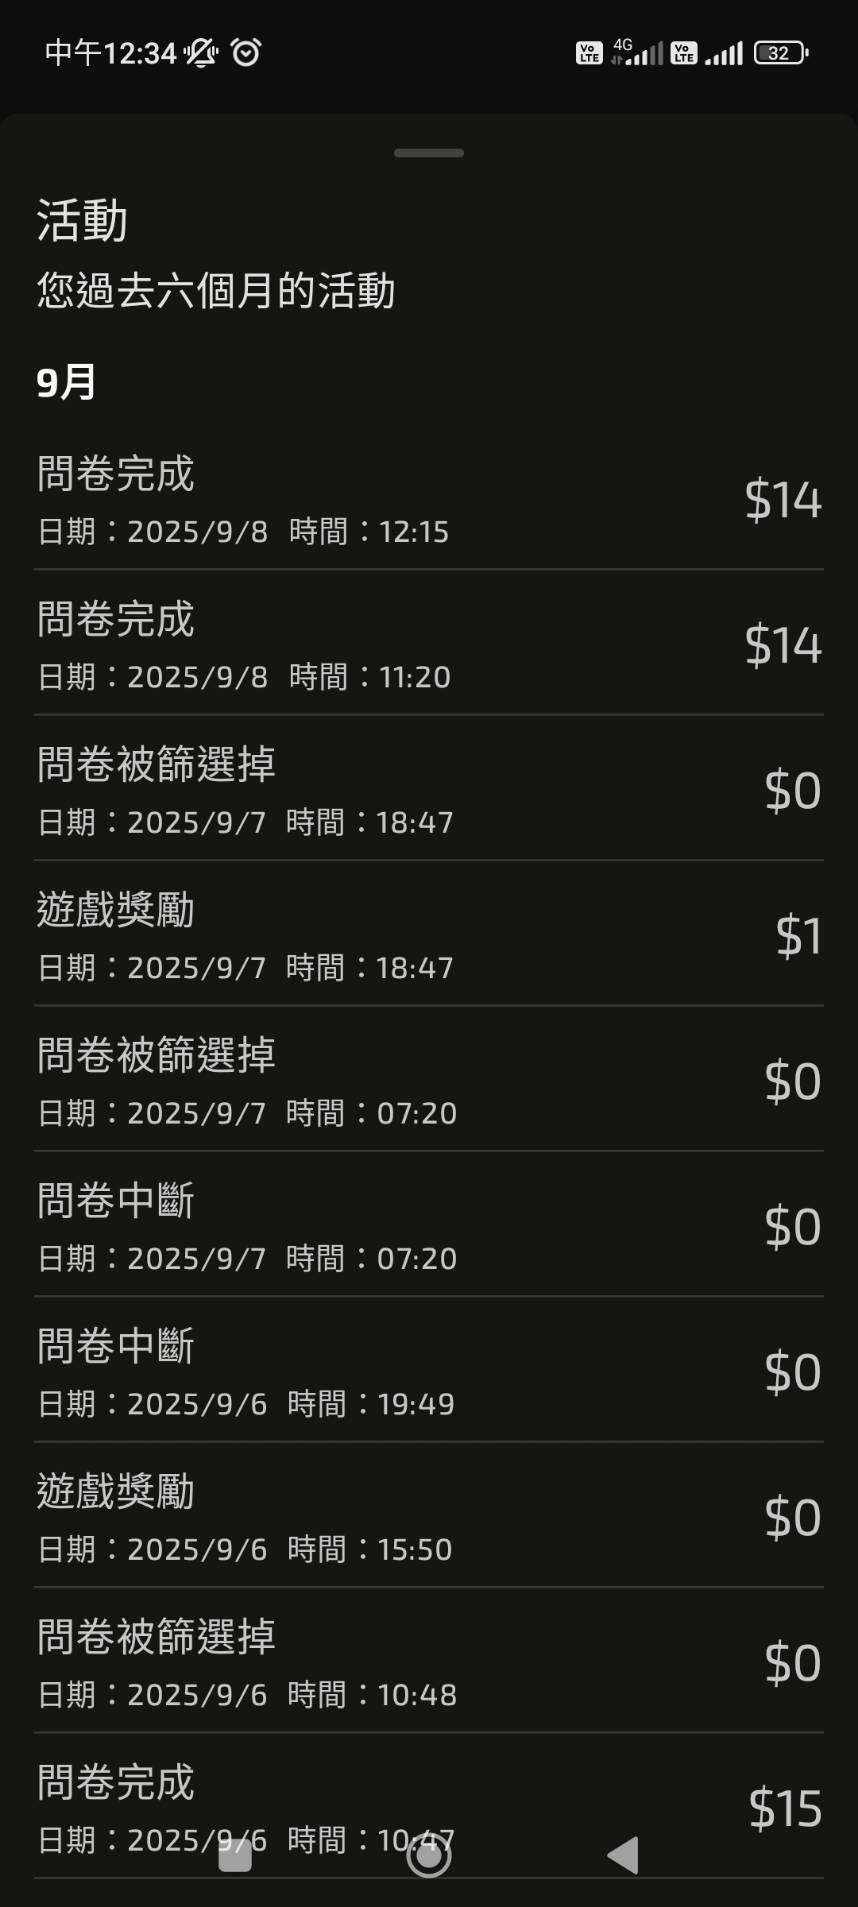 中午12:34
Vo LTE 4G Vo LTE 32
活動
您過去六個月的活動
9月
問卷完成
$14
日期：2025/9/8 時間：12:15
問卷完成
$14
日期：2025/9/8 時間：11:20
問卷被篩選掉
$0
日期：2025/9/7 時間：18:47
遊戲獎勵
$1
日期：2025/9/7 時間：18:47
問卷被篩選掉
$0
日期：2025/9/7 時間：07:20
問卷中斷
$0
日期：2025/9/7 時間：07:20
問卷中斷
$0
日期：2025/9/6 時間：19:49
遊戲獎勵
$0
日期：2025/9/6 時間：15:50
問卷被篩選掉
$0
日期：2025/9/6 時間：10:48
問卷完成
$15
日期：2025/9/6 時間：10:47